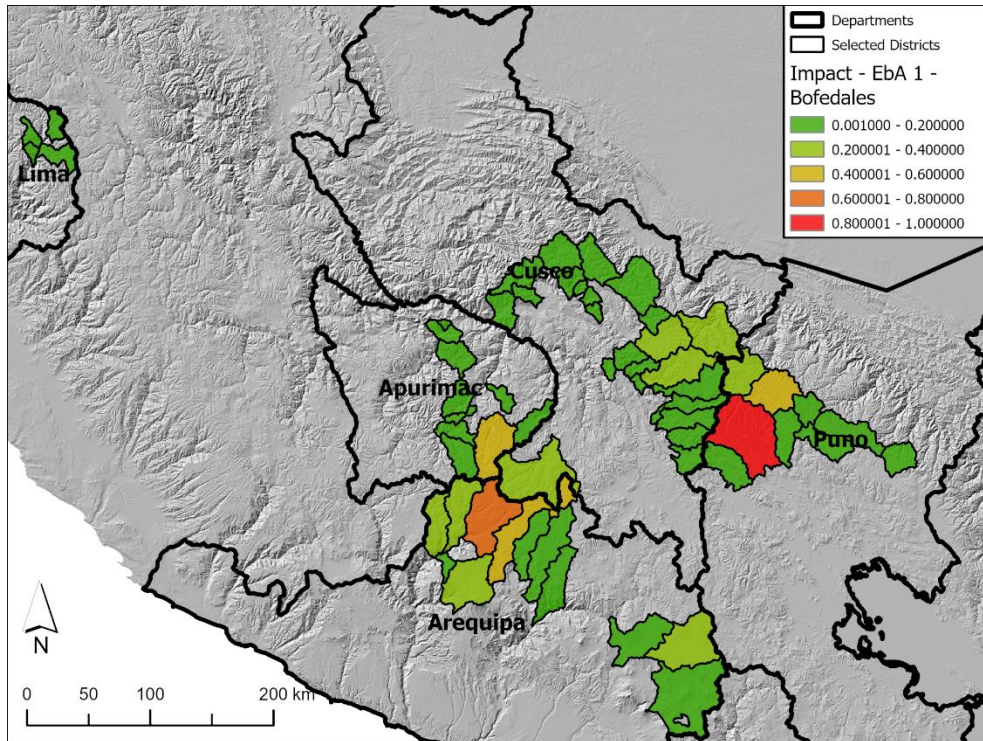 Departments
Selected Districts
Impact - EbA 1 -
Bofedales
0.001000 - 0.200000
0.200001 - 0.400000
0.400001 - 0.600000
0.600001 - 0.800000
0.800001 - 1.000000
Lima
Cusco
Apurimac
Puno
Arequipa
N
0 50 100 200 km